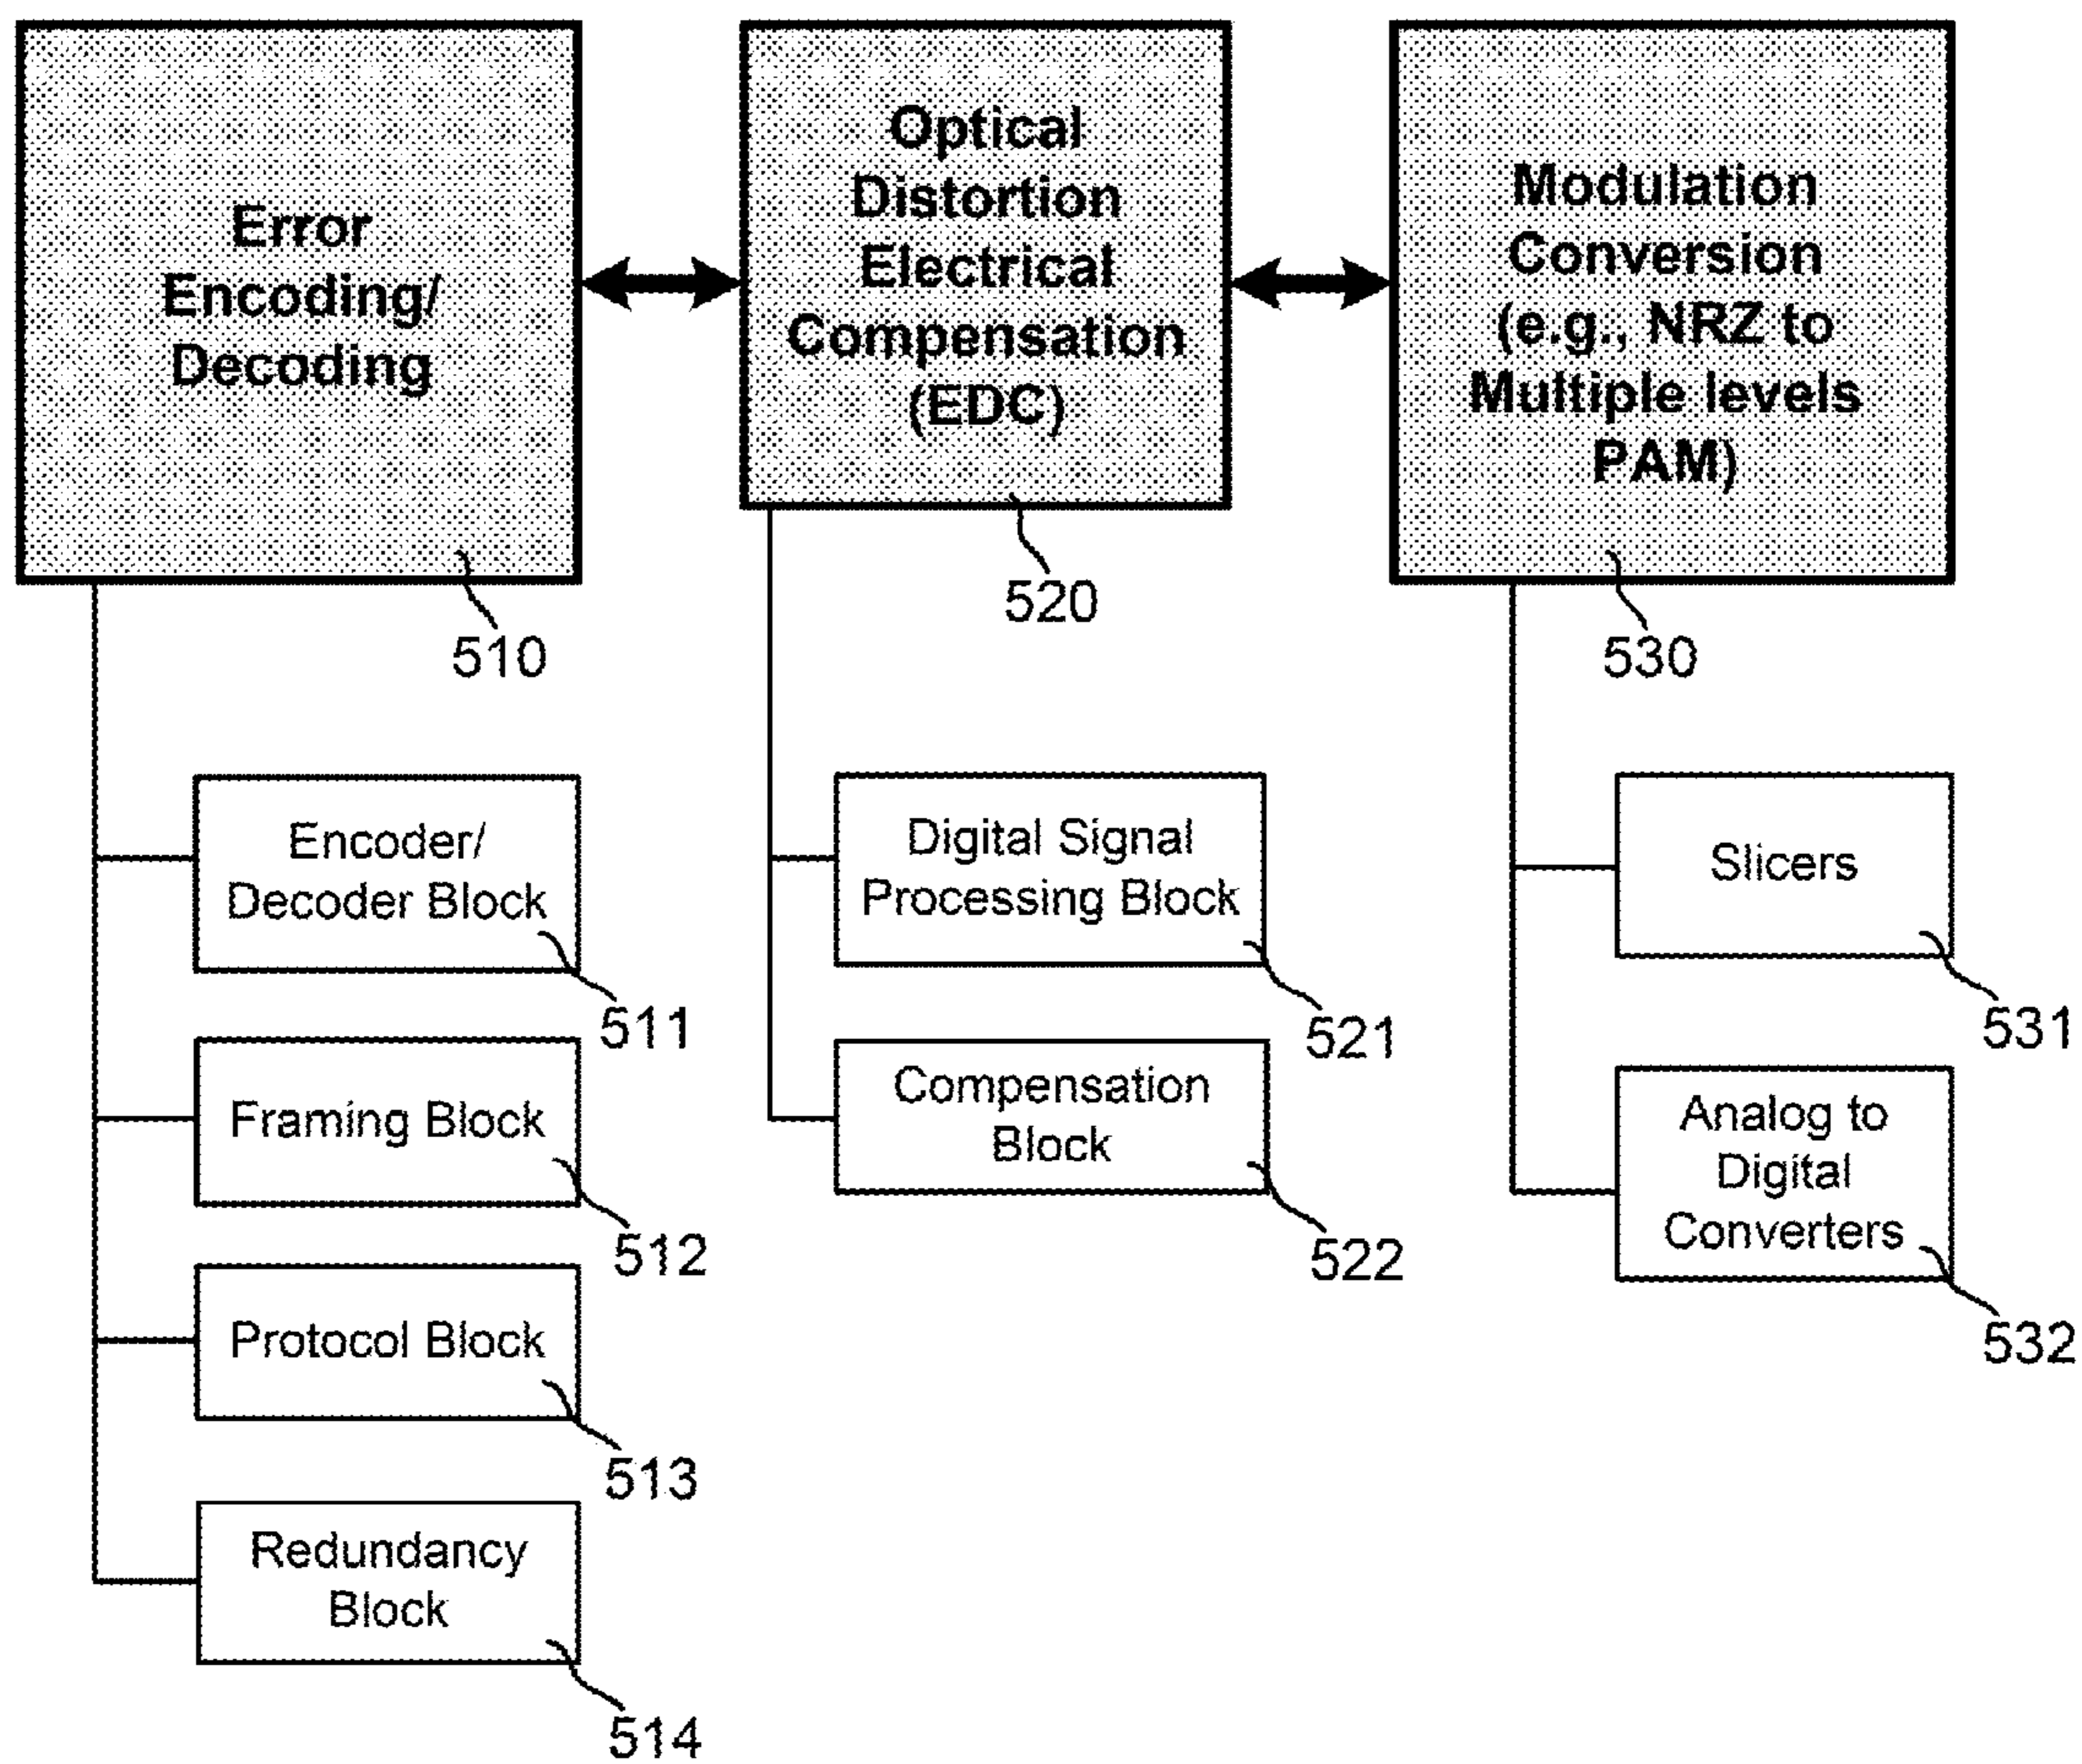 Error
Encoding/
Decoding
510
Optical
Distortion
Electrical
Compensation
(EDC)
520
Modulation
Conversion
(e.g., NRZ to
Multiple levels
PAM)
530
Encoder/
Decoder Block
511
Framing Block
512
Protocol Block
513
Redundancy
Block
514
Digital Signal
Processing Block
521
Compensation
Block
522
Slicers
531
Analog to
Digital
Converters
532